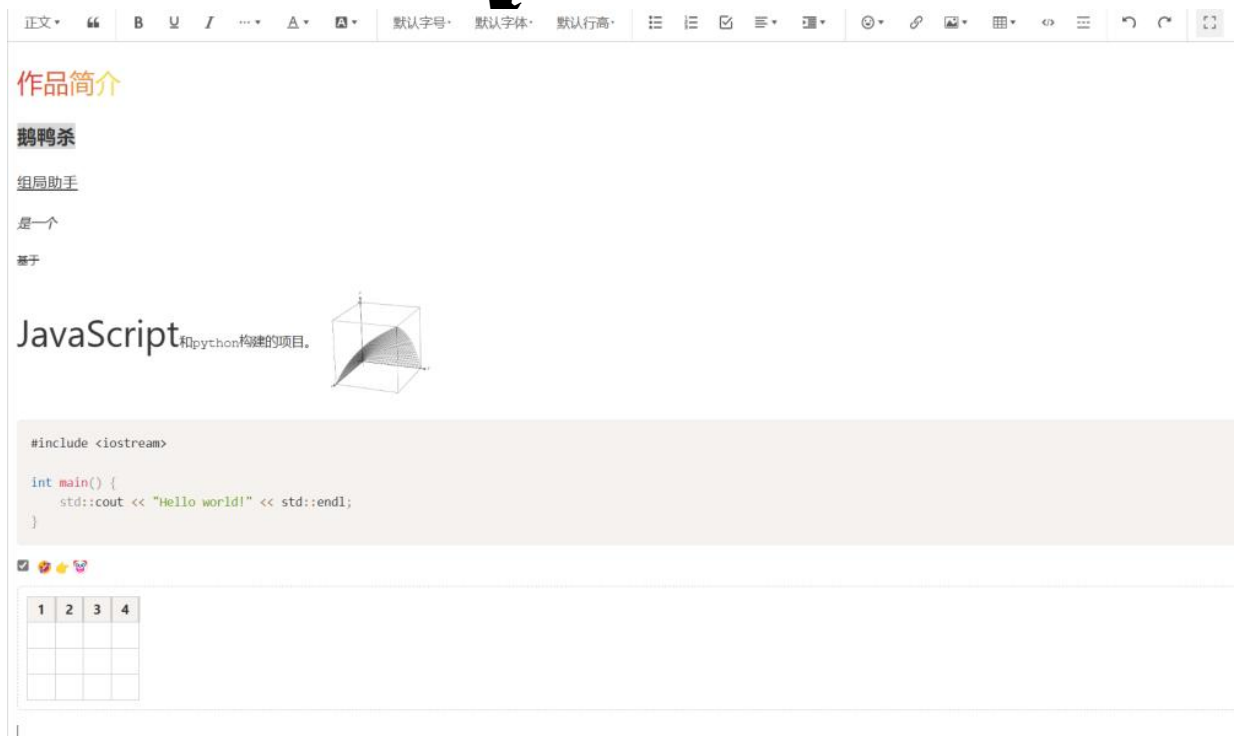 正文 B U I ... A A 默认字号 默认字体 默认行高
作品简介
鹅鸭杀
组局助手
是一个
基于
JavaScript和python构建的项目。
#include <iostream>
int main() {
std::cout << "Hello world!" << std::endl;
}
🤣👉🤡
1 2 3 4